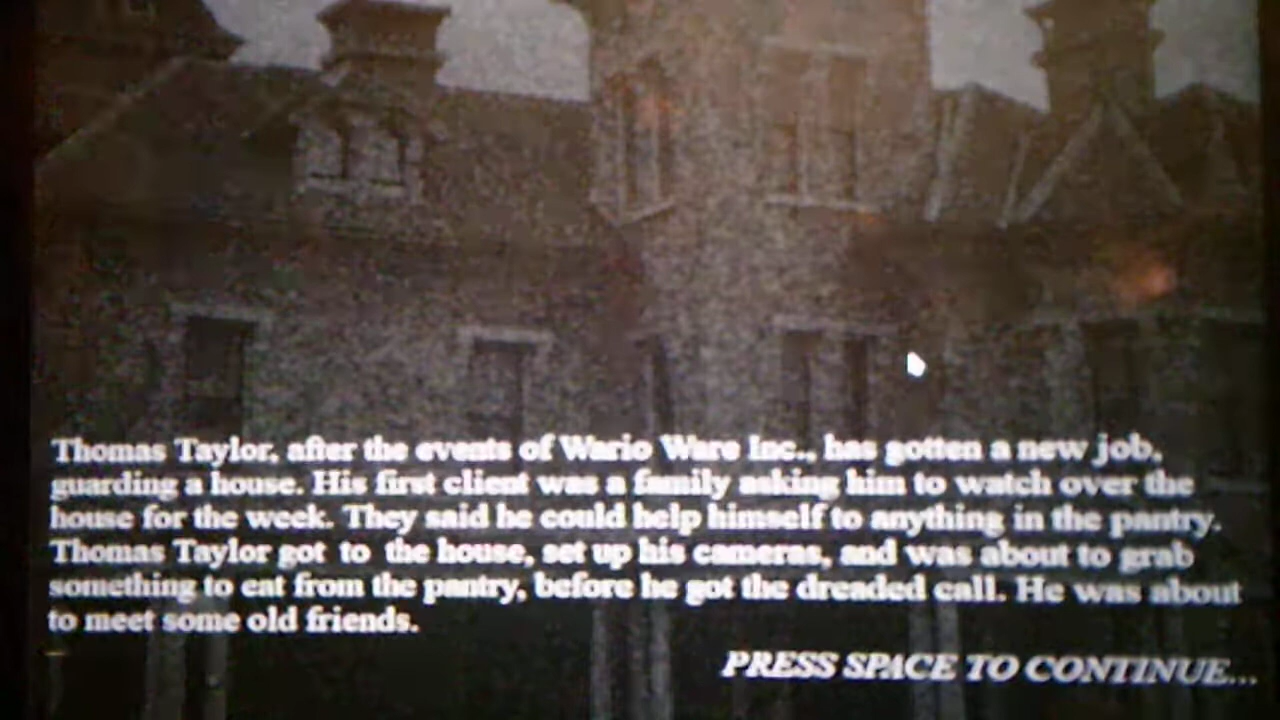 Thomas Taylor, after the events of Wario Ware Inc., has gotten a new job,
guarding a house. His first client was a family asking him to watch over the
house for the week. They said he could help himself to anything in the pantry.
Thomas Taylor got to the house, set up his cameras, and was about to grab
something to eat from the pantry, before he got the dreaded call. He was about
to meet some old friends.
PRESS SPACE TO CONTINUE...